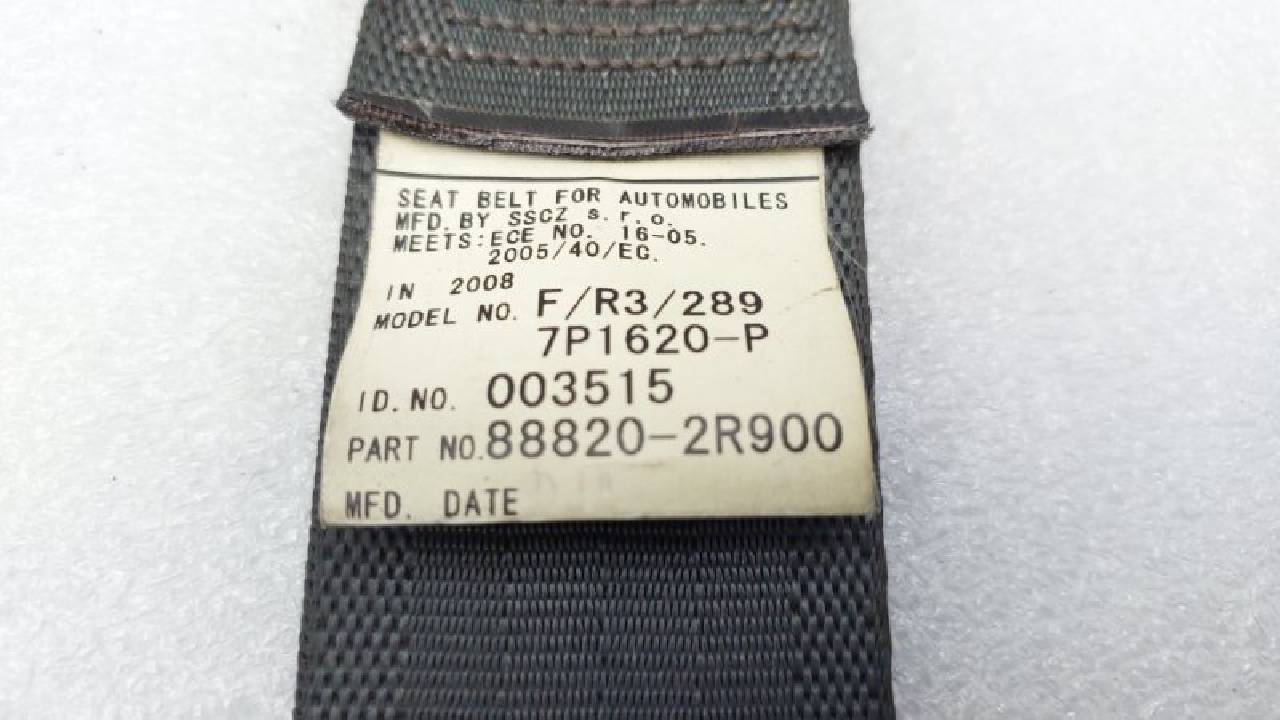 SEAT BELT FOR AUTOMOBILES
MFD. BY SSCZ s. r. o.
MEETS: ECE NO. 16-05.
2005/40/EC.
IN 2008
MODEL NO. F/R3/289
7P1620-P
ID. NO. 003515
PART NO. 88820-2R900
MFD. DATE